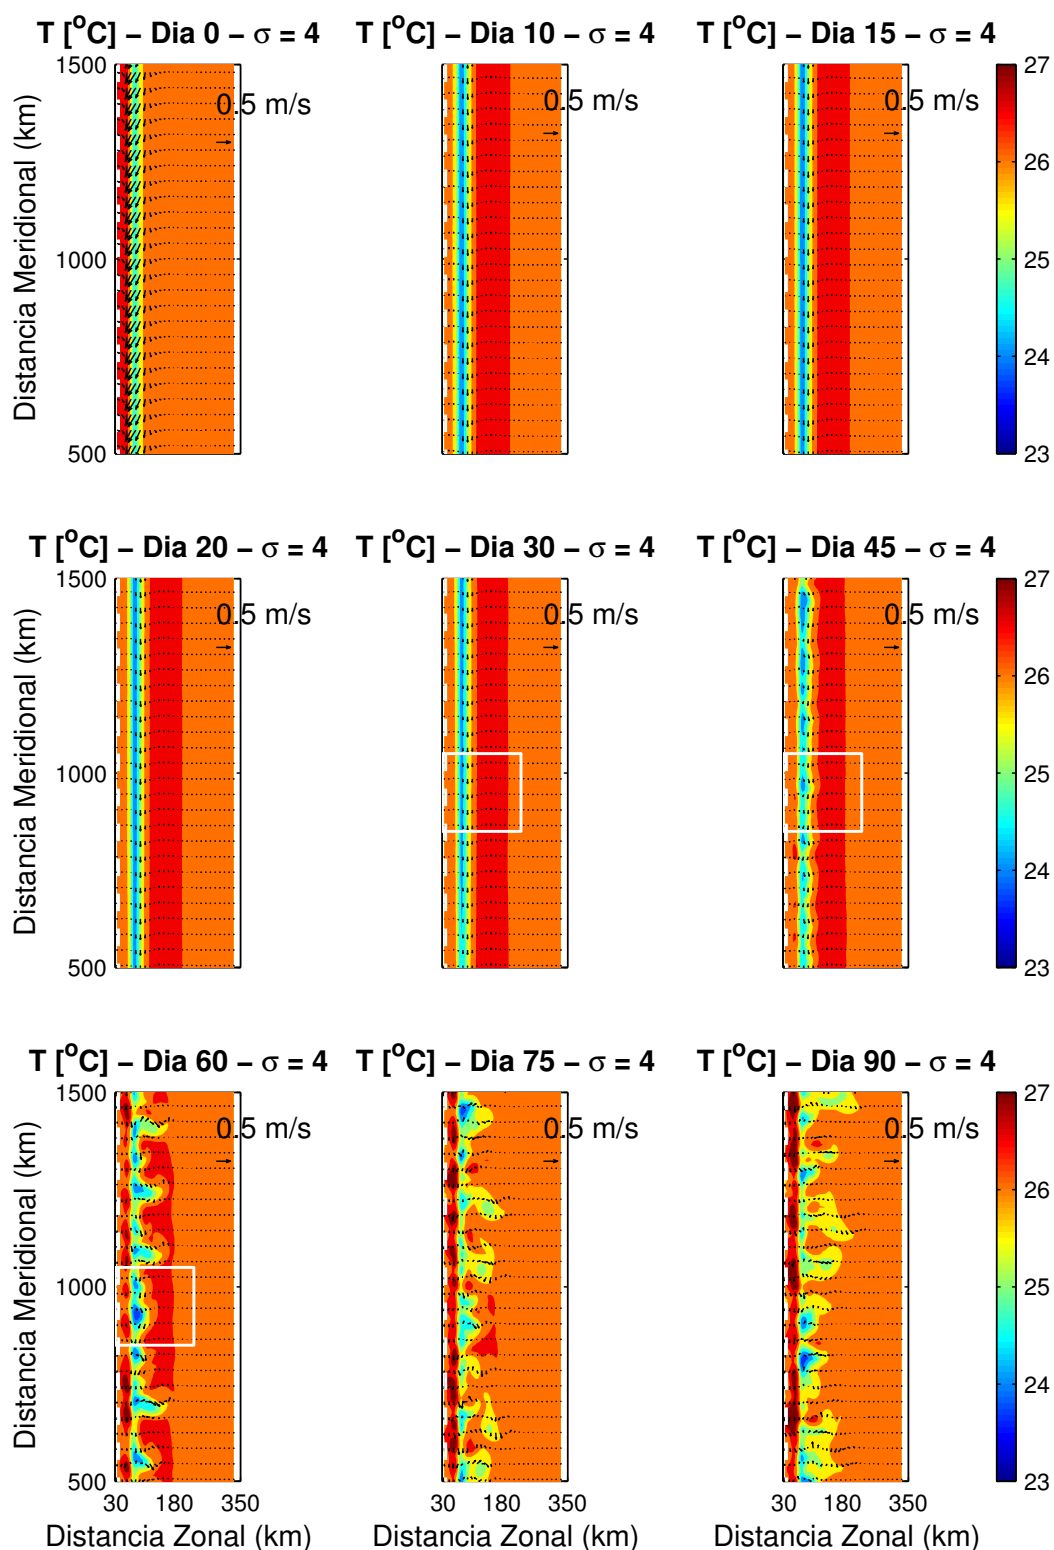 T [°C] – Dia 0 – σ = 4
T [°C] – Dia 10 – σ = 4
T [°C] – Dia 15 – σ = 4
Distancia Meridional (km)
1500
1000
500
0.5 m/s
0.5 m/s
0.5 m/s
27
26
25
24
23
T [°C] – Dia 20 – σ = 4
T [°C] – Dia 30 – σ = 4
T [°C] – Dia 45 – σ = 4
Distancia Meridional (km)
1500
1000
500
0.5 m/s
0.5 m/s
0.5 m/s
27
26
25
24
23
T [°C] – Dia 60 – σ = 4
T [°C] – Dia 75 – σ = 4
T [°C] – Dia 90 – σ = 4
Distancia Meridional (km)
1500
1000
500
0.5 m/s
0.5 m/s
0.5 m/s
27
26
25
24
23
30 180 350
30 180 350
30 180 350
Distancia Zonal (km)
Distancia Zonal (km)
Distancia Zonal (km)